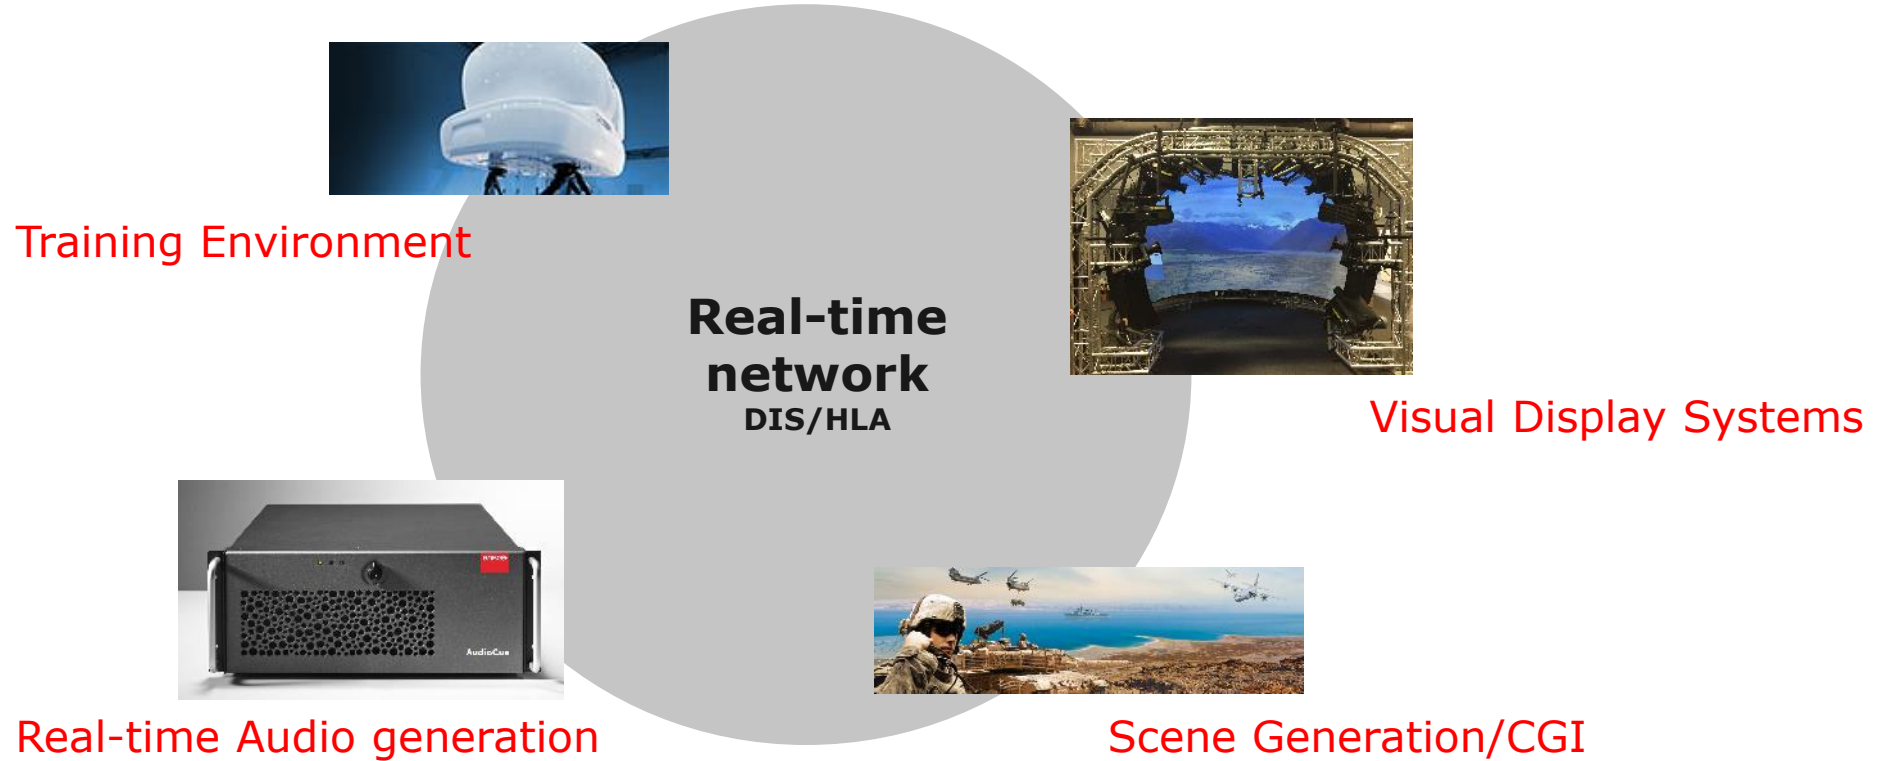 Training Environment
Real-time
network
DIS/HLA
Visual Display Systems
AudioCue
Real-time Audio generation
Scene Generation/CGI